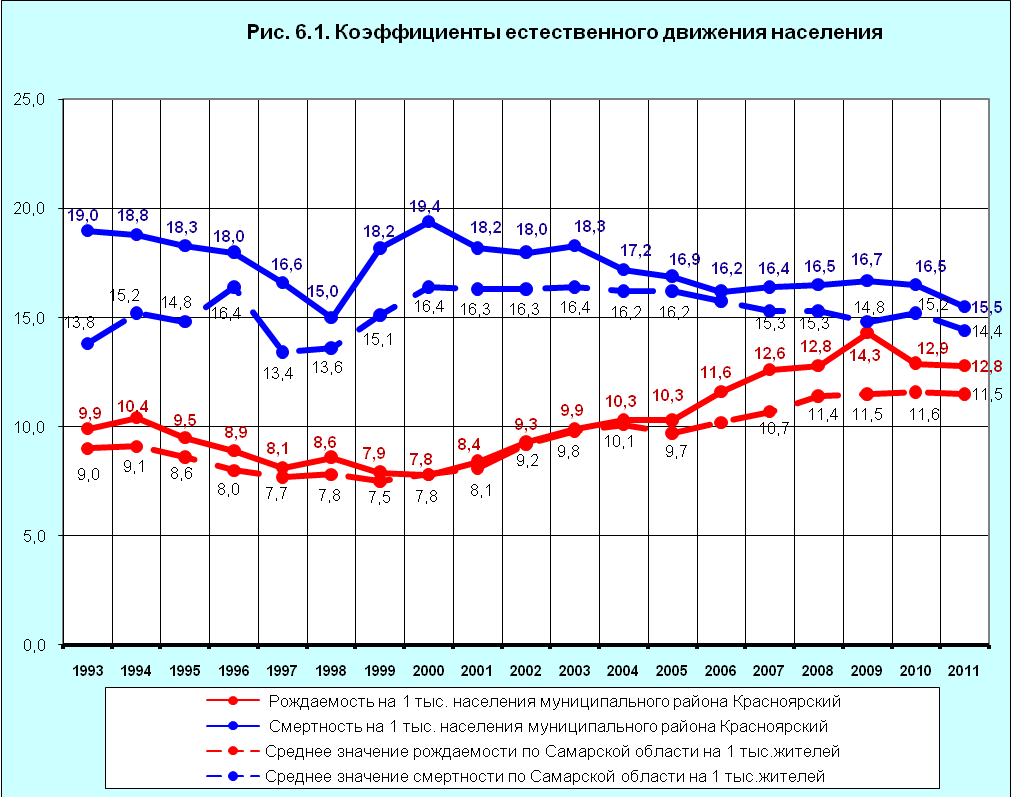 Рис. 6.1. Коэффициенты естественного движения населения
25,0
20,0
15,0
10,0
5,0
0,0
19,0 18,8 18,3 18,0 16,6 15,0 18,2 19,4 18,2 18,0 18,3 17,2 16,9 16,2 16,4 16,5 16,7 16,5 15,5
13,8 15,2 14,8 16,4 13,4 13,6 15,1 16,4 16,3 16,3 16,4 16,2 16,2 15,3 15,3 14,8 15,2 14,4
9,9 10,4 9,5 8,9 8,1 8,6 7,9 7,8 8,4 9,3 9,9 10,3 10,3 11,6 12,6 12,8 14,3 12,9 12,8
9,0 9,1 8,6 8,0 7,7 7,8 7,5 7,8 8,1 9,2 9,8 10,1 9,7 10,7 11,4 11,5 11,6 11,5
1993 1994 1995 1996 1997 1998 1999 2000 2001 2002 2003 2004 2005 2006 2007 2008 2009 2010 2011
Рождаемость на 1 тыс. населения муниципального района Красноярский
Смертность на 1 тыс. населения муниципального района Красноярский
Среднее значение рождаемости по Самарской области на 1 тыс.жителей
Среднее значение смертности по Самарской области на 1 тыс.жителей